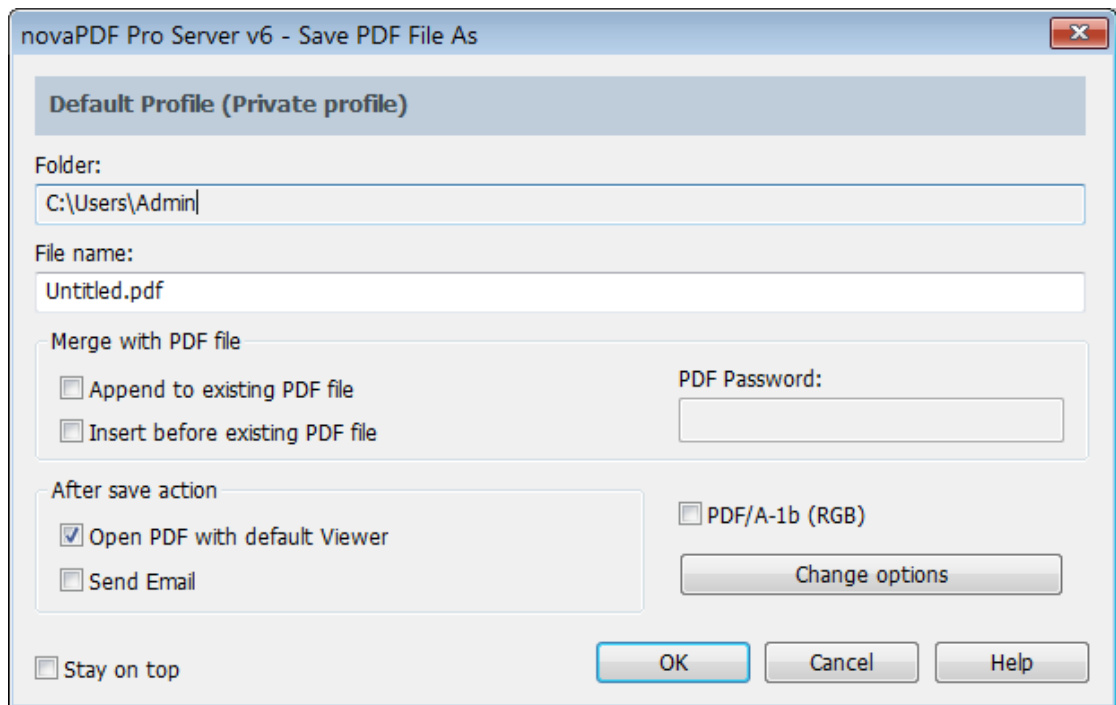 novaPDF Pro Server v6 - Save PDF File As
Default Profile (Private profile)
Folder:
C:\Users\Admin
File name:
Untitled.pdf
Merge with PDF file
Append to existing PDF file
Insert before existing PDF file
PDF Password:
After save action
Open PDF with default Viewer
Send Email
PDF/A-1b (RGB)
Change options
Stay on top
OK
Cancel
Help